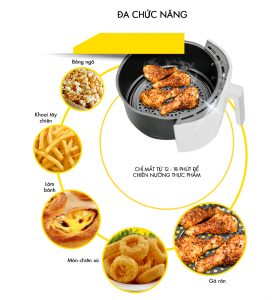 ĐA CHỨC NĂNG
Bỏng ngô
Khoai tây
chiên
CHỈ MẤT TỪ 12 - 18 PHÚT ĐỂ
CHIÊN NƯỚNG THỰC PHẨM
Làm
bánh
Món chiên xù
Gà rán